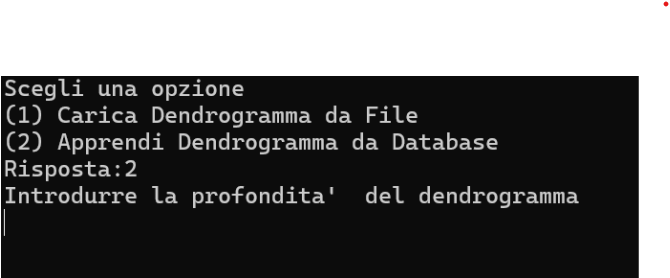 Scegli una opzione
(1) Carica Dendrogramma da File
(2) Apprendi Dendrogramma da Database
Risposta:2
Introdurre la profondita'  del dendrogramma